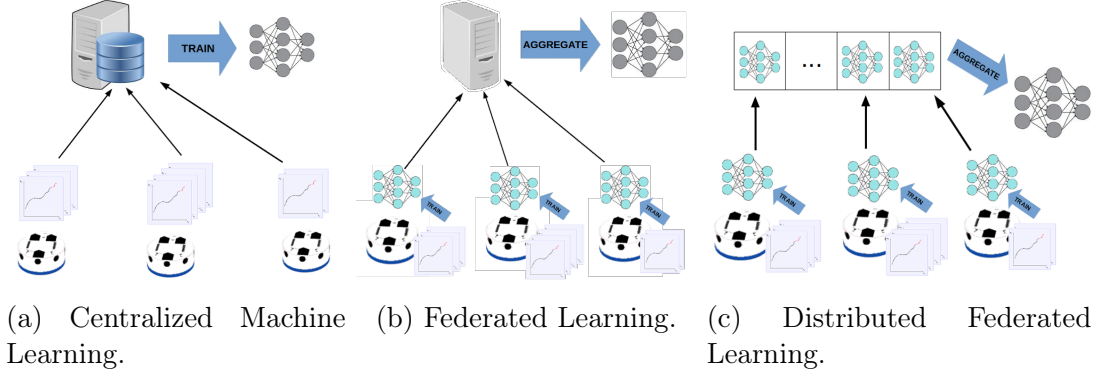 TRAIN
AGGREGATE
...
AGGREGATE
TRAIN
TRAIN
TRAIN
TRAIN
TRAIN
TRAIN
(a) Centralized Machine
Learning.
(b) Federated Learning.
(c) Distributed Federated
Learning.